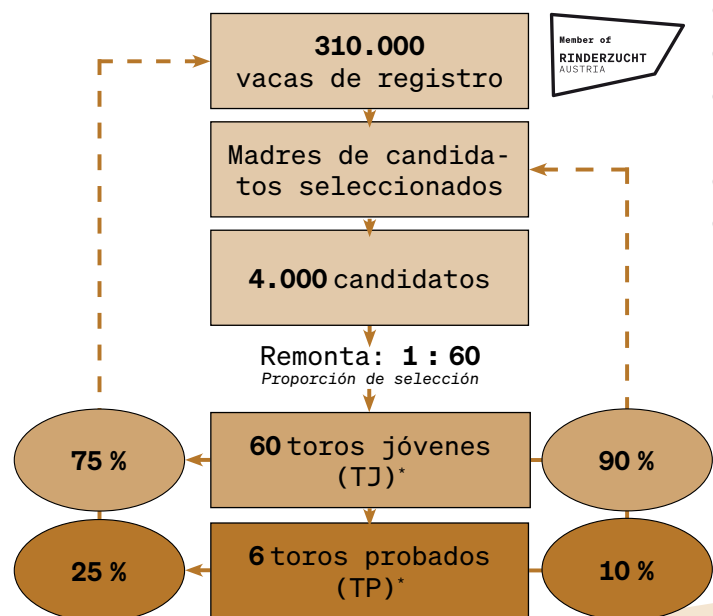 310.000
vacas de registro
Member of
RINDERZUCHT
AUSTRIA
Madres de candida-
tos seleccionados
4.000 candidatos
Remonta: 1 : 60
Proporción de selección
75 %
60 toros jóvenes
(TJ)*
90 %
25 %
6 toros probados
(TP)*
10 %